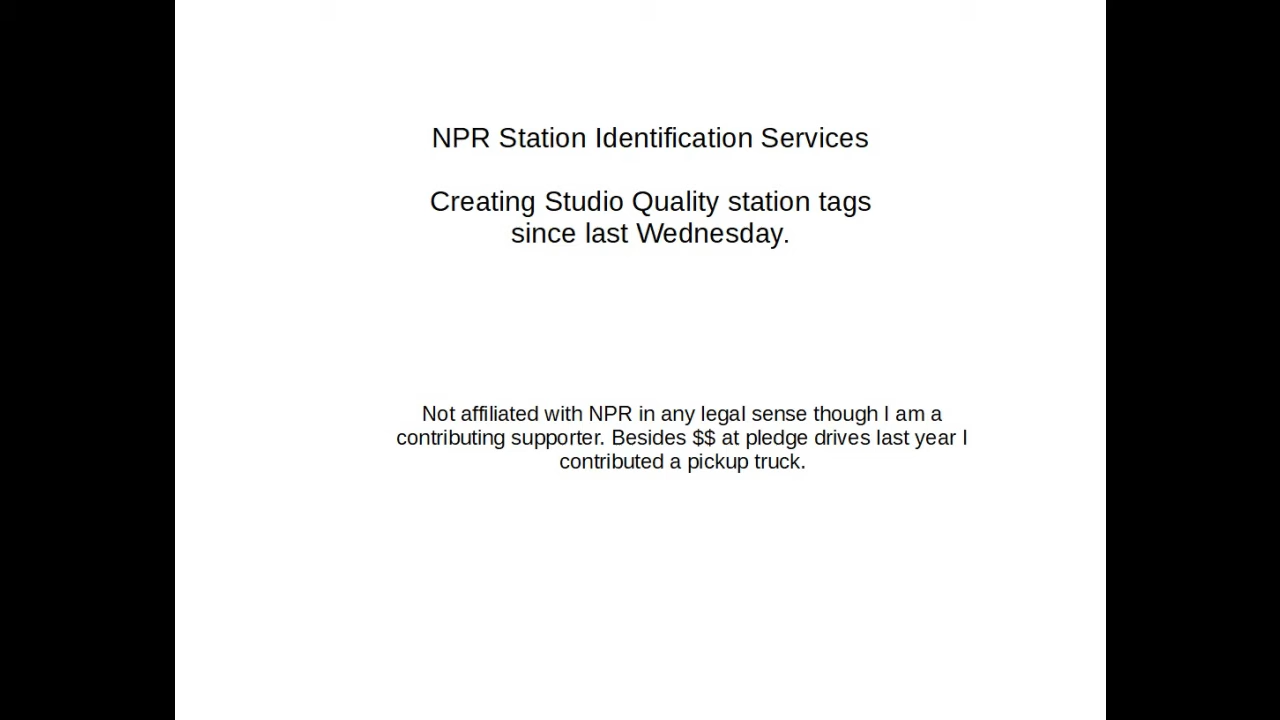 NPR Station Identification Services
Creating Studio Quality station tags
since last Wednesday.
Not affiliated with NPR in any legal sense though I am a
contributing supporter. Besides $$ at pledge drives last year I
contributed a pickup truck.